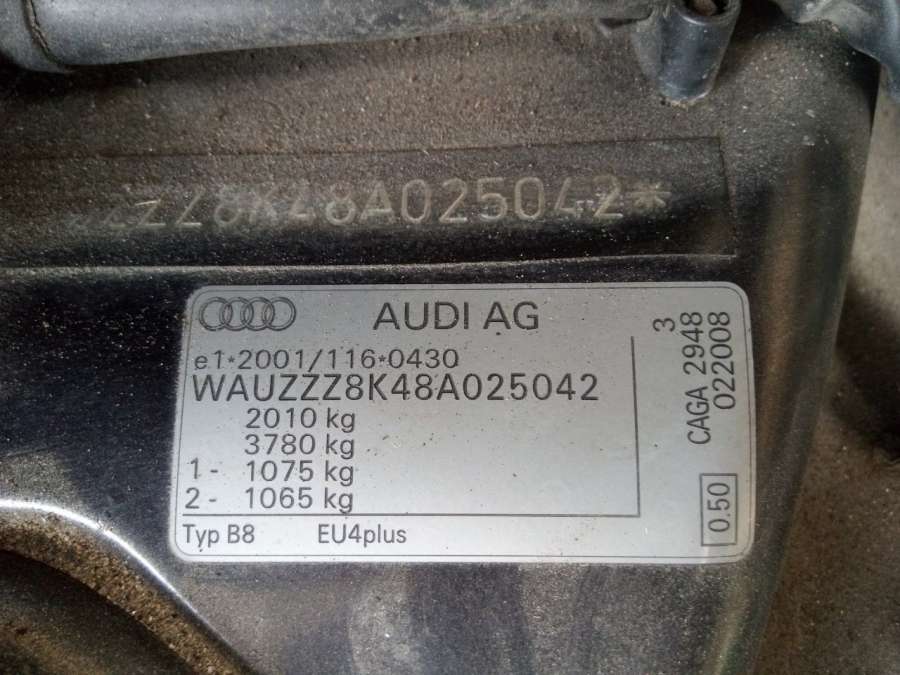 ZZ8K48A025042*
AUDI AG
e1*2001/116*0430
WAUZZZ8K48A025042
2010 kg
3780 kg
1- 1075 kg
2- 1065 kg
Typ B8 EU4plus
3
CAGA 2948
022008
0.50